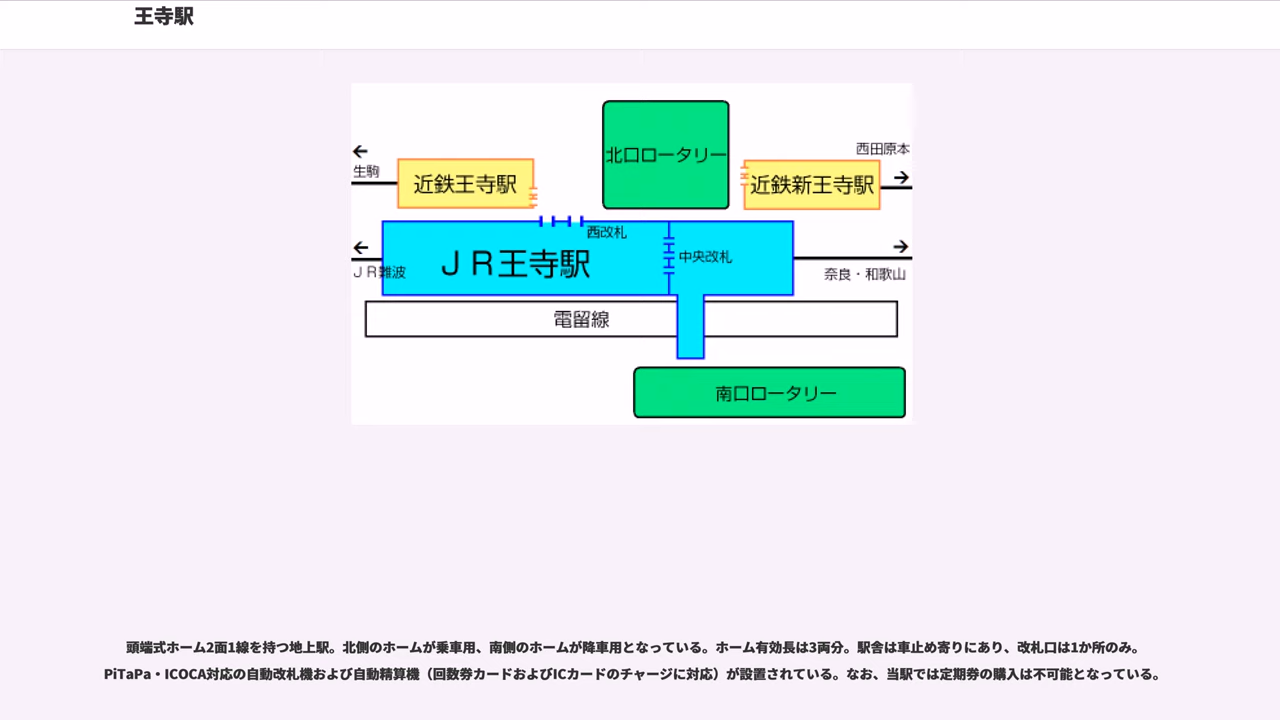 王寺駅
北口ロータリー
西田原本
生駒
近鉄王寺駅
近鉄新王寺駅
西改札
ＪＲ王寺駅
中央改札
ＪＲ難波
奈良・和歌山
電留線
南口ロータリー
頭端式ホーム2面1線を持つ地上駅。北側のホームが乗車用、南側のホームが降車用となっている。ホーム有効長は3両分。駅舎は車止め寄りにあり、改札口は1か所のみ。
PiTaPa・ICOCA対応の自動改札機および自動精算機（回数券カードおよびICカードのチャージに対応）が設置されている。なお、当駅では定期券の購入は不可能となっている。